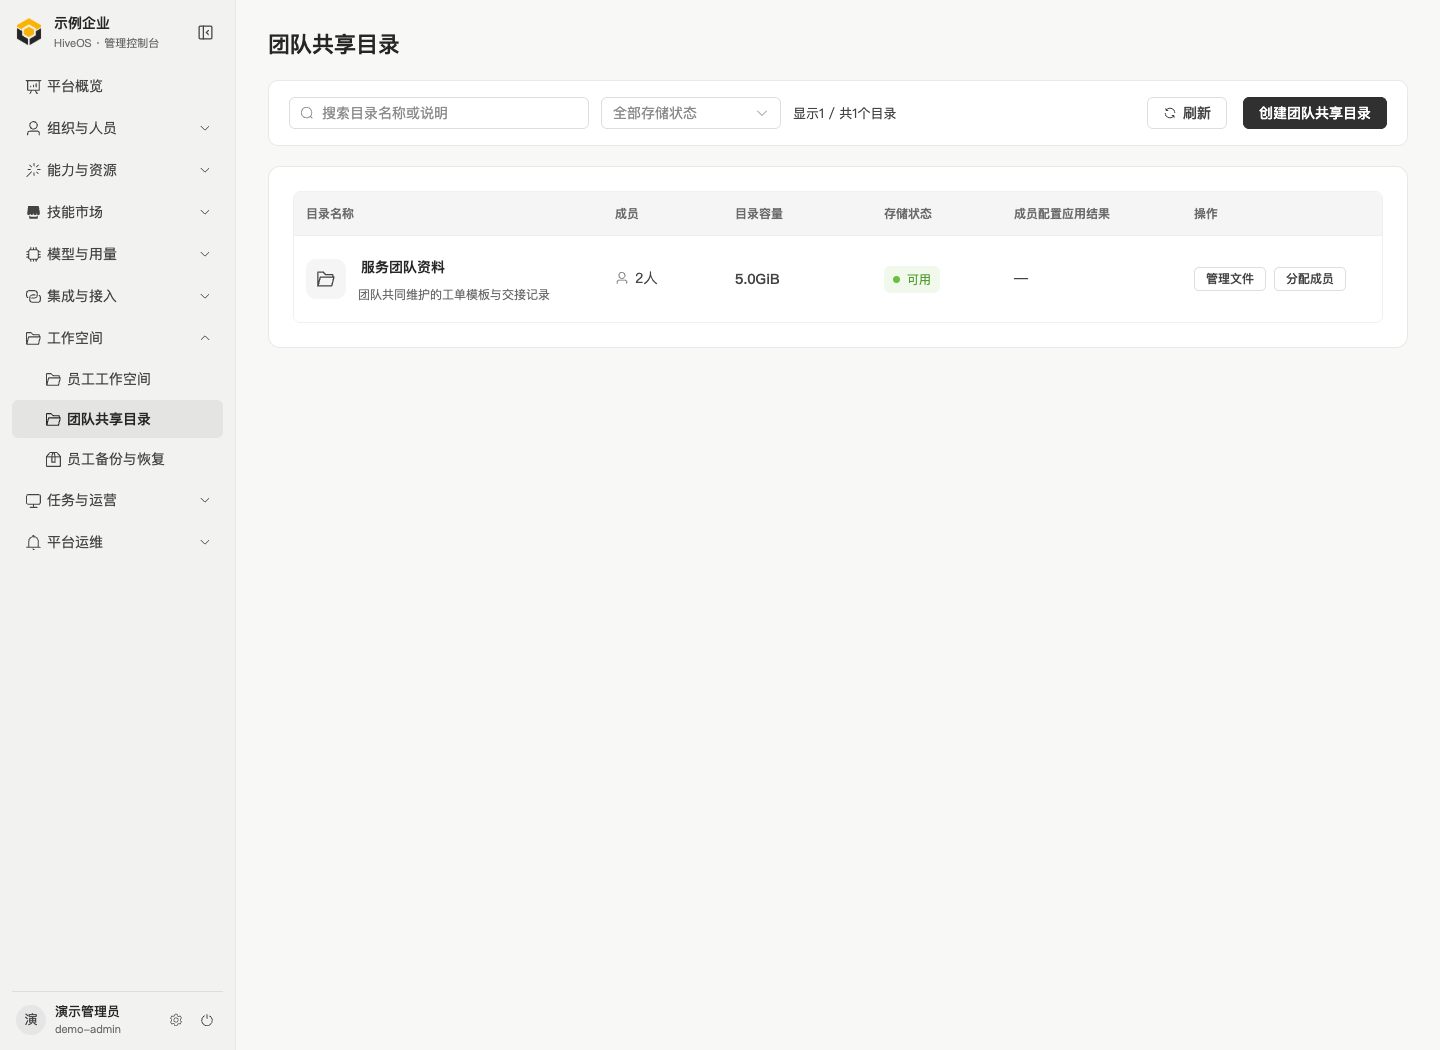 示例企业
HiveOS · 管理控制台
平台概览
组织与人员
能力与资源
技能市场
模型与用量
集成与接入
工作空间
员工工作空间
团队共享目录
员工备份与恢复
任务与运营
平台运维
演
演示管理员
demo-admin
团队共享目录
搜索目录名称或说明
全部存储状态
显示1 / 共1个目录
刷新
创建团队共享目录
目录名称 成员 目录容量 存储状态 成员配置应用结果 操作
服务团队资料
团队共同维护的工单模板与交接记录
2人
5.0GiB
可用
—
管理文件
分配成员